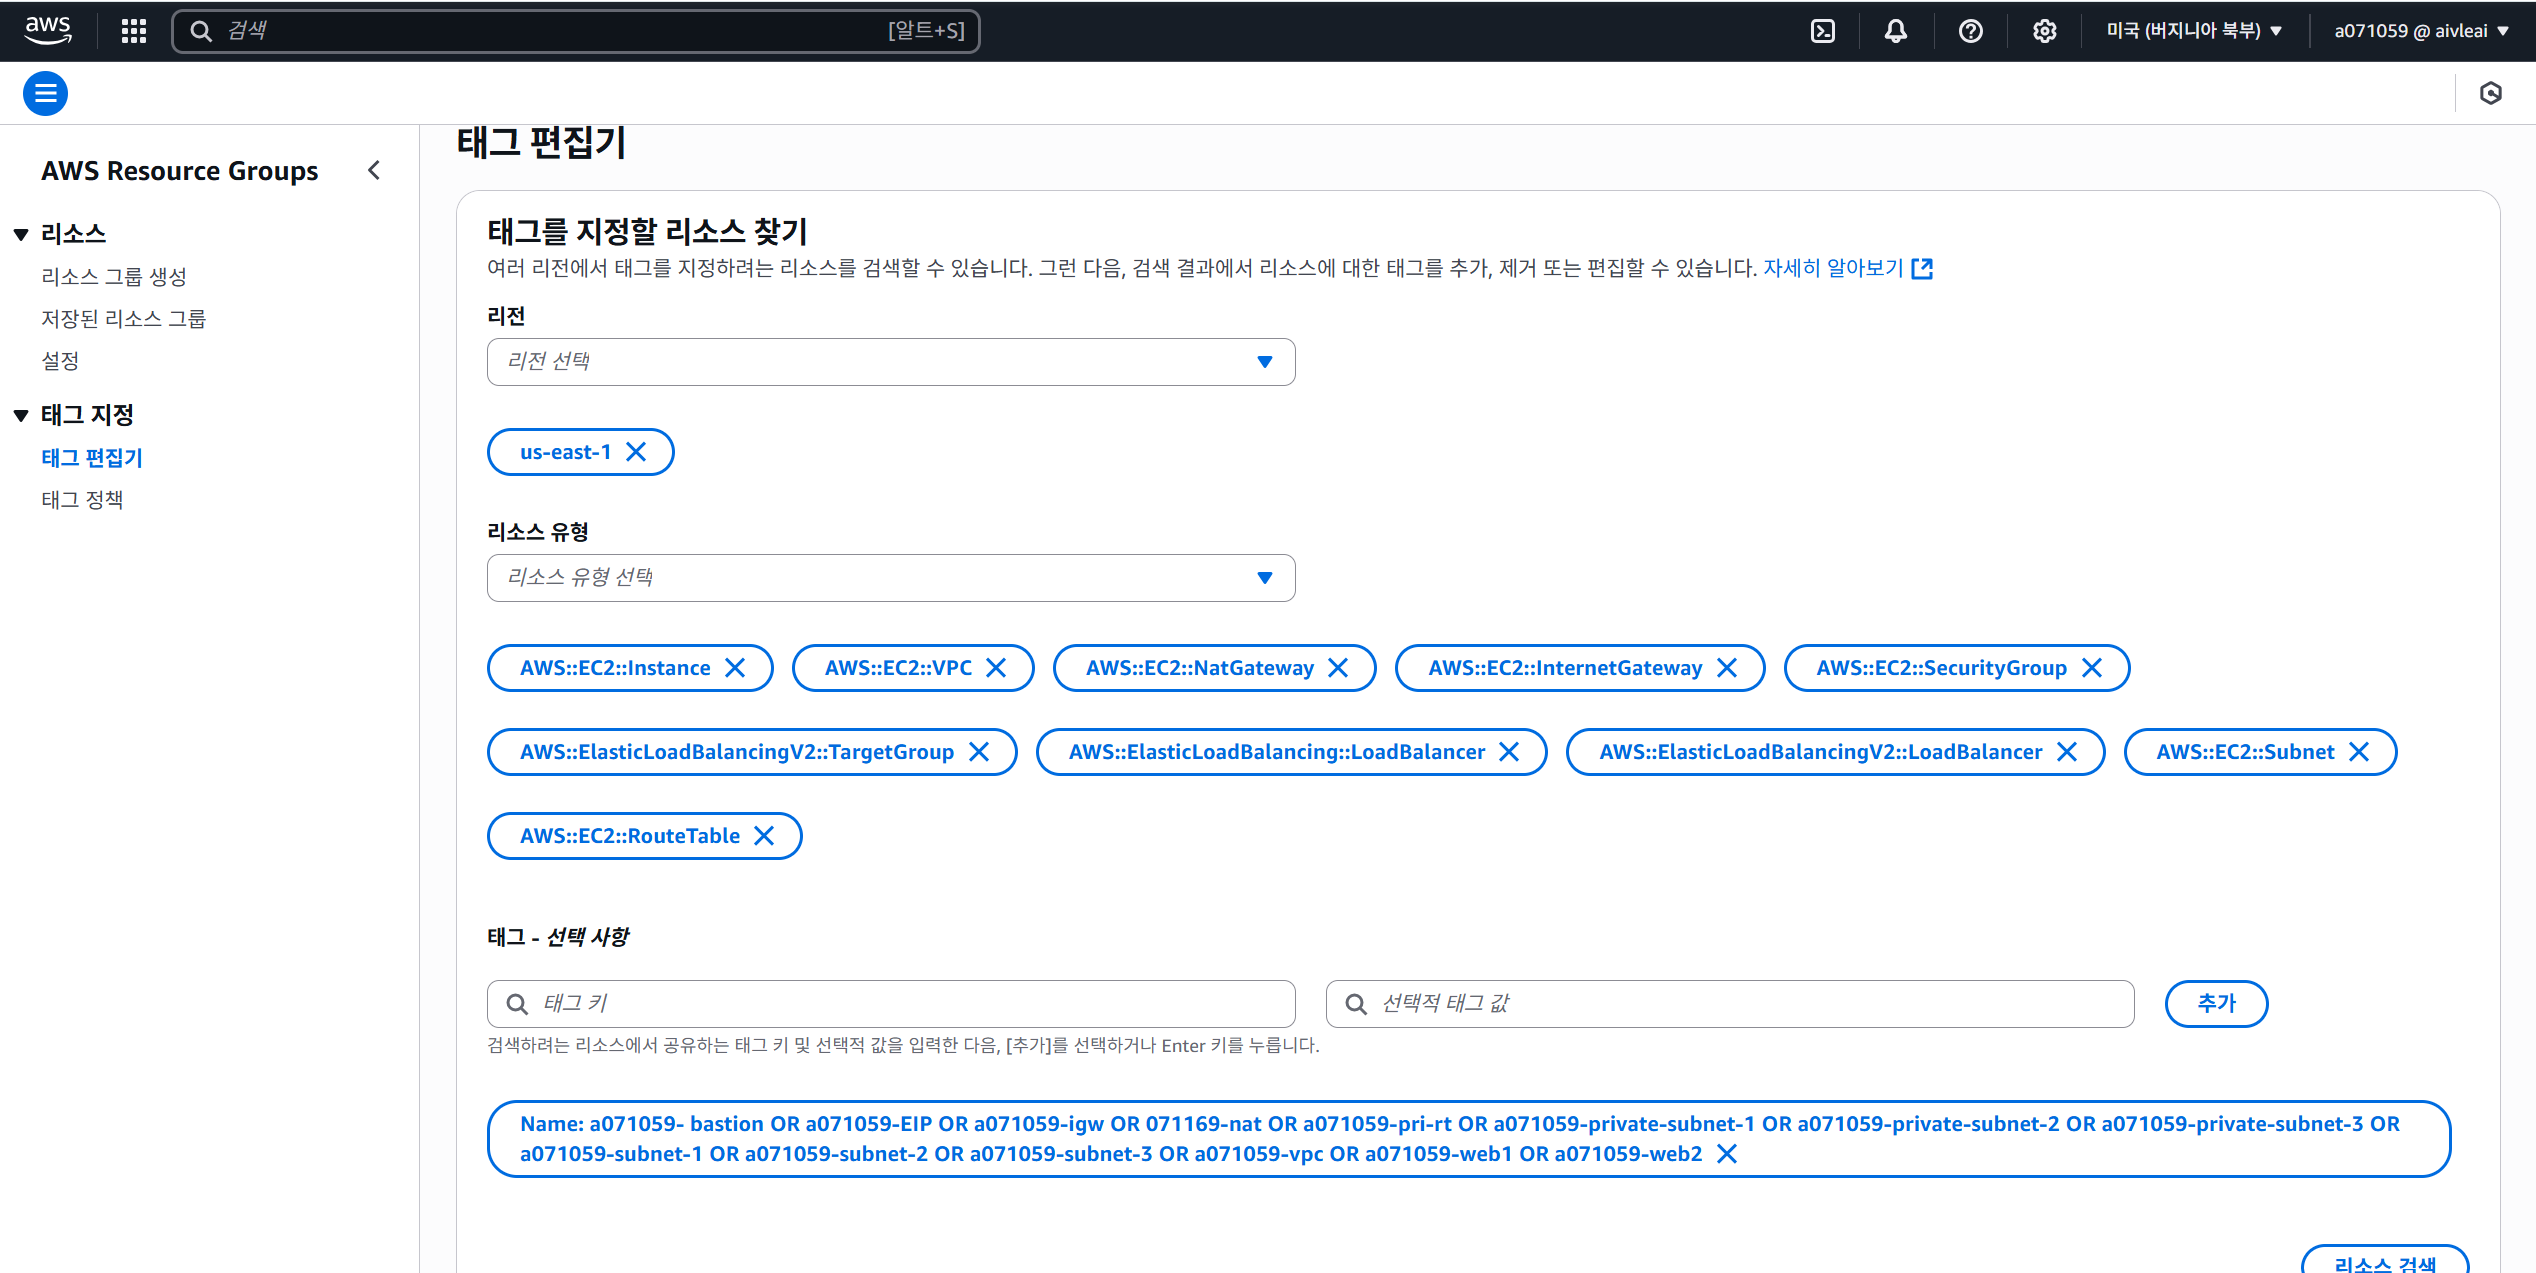 aws
검색 [알트+S] 미국 (버지니아 북부) a071059 @ aivleai
AWS Resource Groups
리소스
리소스 그룹 생성
저장된 리소스 그룹
설정
태그 지정
태그 편집기
태그 정책
태그 편집기
태그를 지정할 리소스 찾기
여러 리전에서 태그를 지정하려는 리소스를 검색할 수 있습니다. 그런 다음, 검색 결과에서 리소스에 대한 태그를 추가, 제거 또는 편집할 수 있습니다. 자세히 알아보기
리전
리전 선택
us-east-1
리소스 유형
리소스 유형 선택
AWS::EC2::Instance AWS::EC2::VPC AWS::EC2::NatGateway AWS::EC2::InternetGateway AWS::EC2::SecurityGroup
AWS::ElasticLoadBalancingV2::TargetGroup AWS::ElasticLoadBalancing::LoadBalancer AWS::ElasticLoadBalancingV2::LoadBalancer AWS::EC2::Subnet
AWS::EC2::RouteTable
태그 - 선택 사항
태그 키 선택적 태그 값 추가
검색하려는 리소스에서 공유하는 태그 키 및 선택적 값을 입력한 다음, [추가]를 선택하거나 Enter 키를 누릅니다.
Name: a071059- bastion OR a071059-EIP OR a071059-igw OR 071169-nat OR a071059-pri-rt OR a071059-private-subnet-1 OR a071059-private-subnet-2 OR a071059-private-subnet-3 OR
a071059-subnet-1 OR a071059-subnet-2 OR a071059-subnet-3 OR a071059-vpc OR a071059-web1 OR a071059-web2
리소스 검색